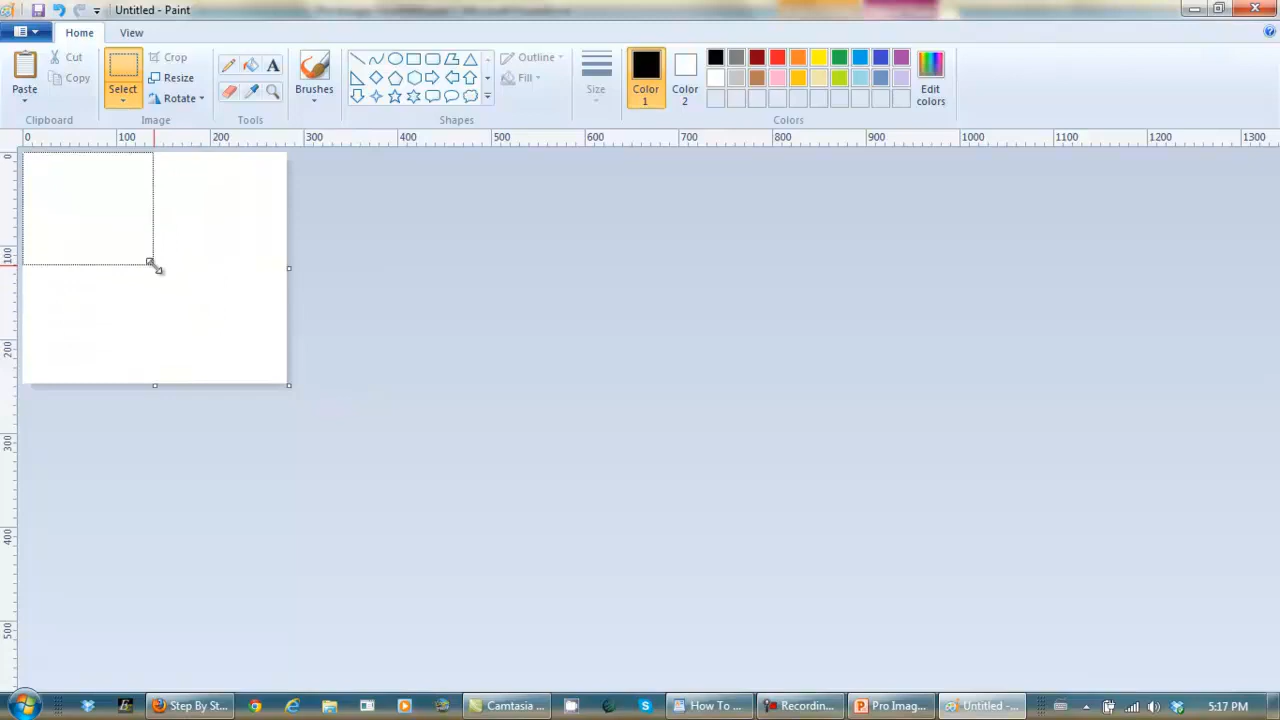 Untitled - Paint
Home View
Paste
Cut
Copy
Clipboard
Select
Crop
Resize
Rotate
Image
A
Tools
Brushes
Outline
Fill
Shapes
Size
Color 1
Color 2
Edit colors
Colors
0 100 200 300 400 500 600 700 800 900 1000 1100 1200 1300
0
100
200
300
400
500
Step By St... Camtasia ... How To ... Recordin... Pro Imag... Untitled -... 5:17 PM